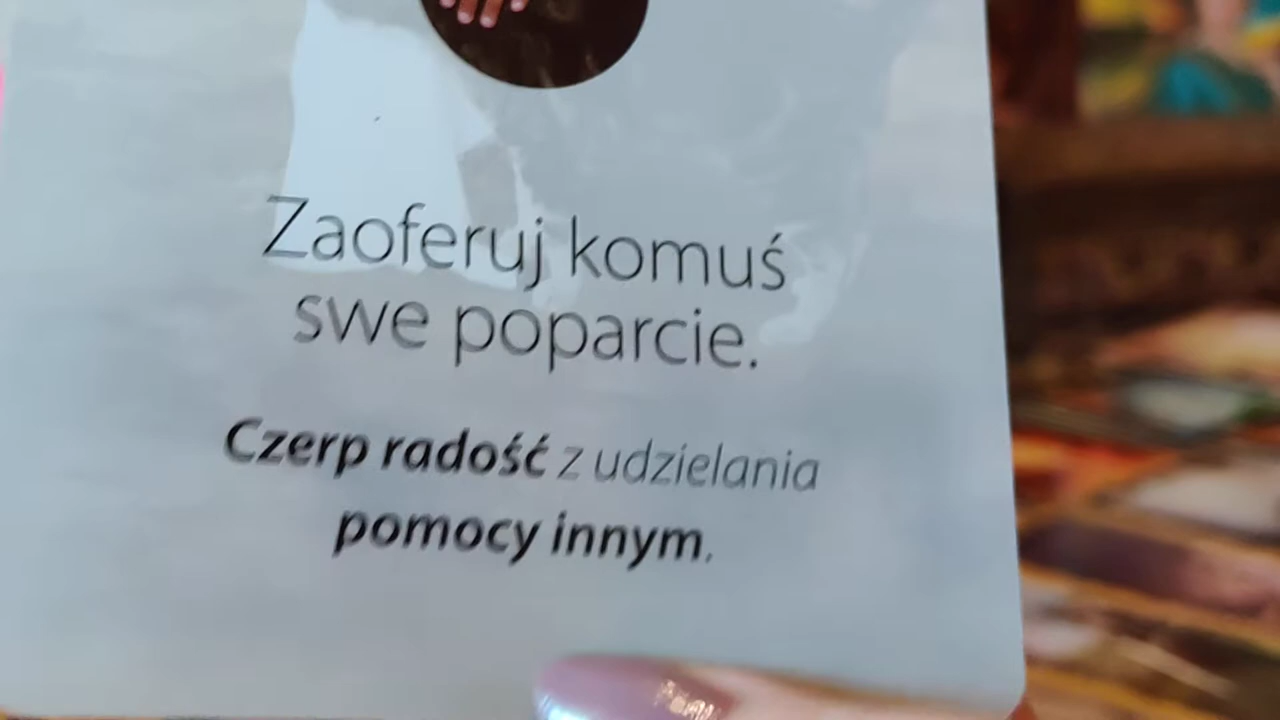 Zaoferuj komuś
swe poparcie.
Czerp radość z udzielania
pomocy innym.